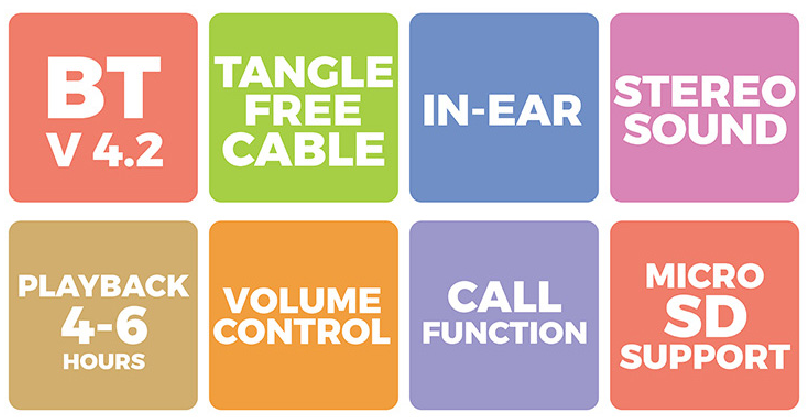 BT
V 4.2
TANGLE
FREE
CABLE
IN-EAR
STEREO
SOUND
PLAYBACK
4-6
HOURS
VOLUME
CONTROL
CALL
FUNCTION
MICRO
SD
SUPPORT